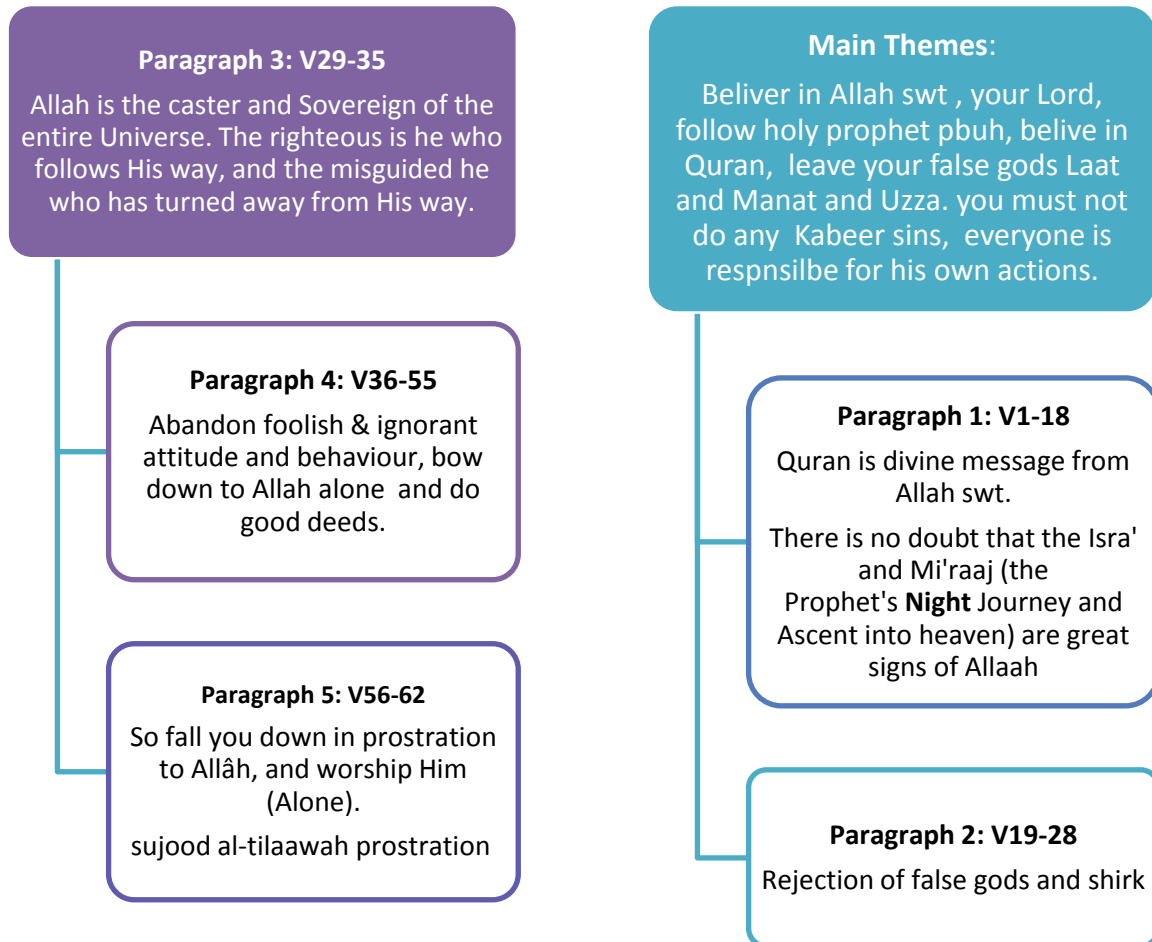 Paragraph 3: V29-35
Allah is the caster and Sovereign of the
entire Universe. The righteous is he who
follows His way, and the misguided he
who has turned away from His way.
Paragraph 4: V36-55
Abandon foolish & ignorant
attitude and behaviour, bow
down to Allah alone  and do
good deeds.
Paragraph 5: V56-62
So fall you down in prostration
to Allâh, and worship Him
(Alone).
sujood al-tilaawah prostration
Main Themes:
Beliver in Allah swt , your Lord,
follow holy prophet pbuh, belive in
Quran,  leave your false gods Laat
and Manat and Uzza. you must not
do any  Kabeer sins,  everyone is
respnsilbe for his own actions.
Paragraph 1: V1-18
Quran is divine message from
Allah swt.
There is no doubt that the Isra'
and Mi'raaj (the
Prophet's Night Journey and
Ascent into heaven) are great
signs of Allaah
Paragraph 2: V19-28
Rejection of false gods and shirk